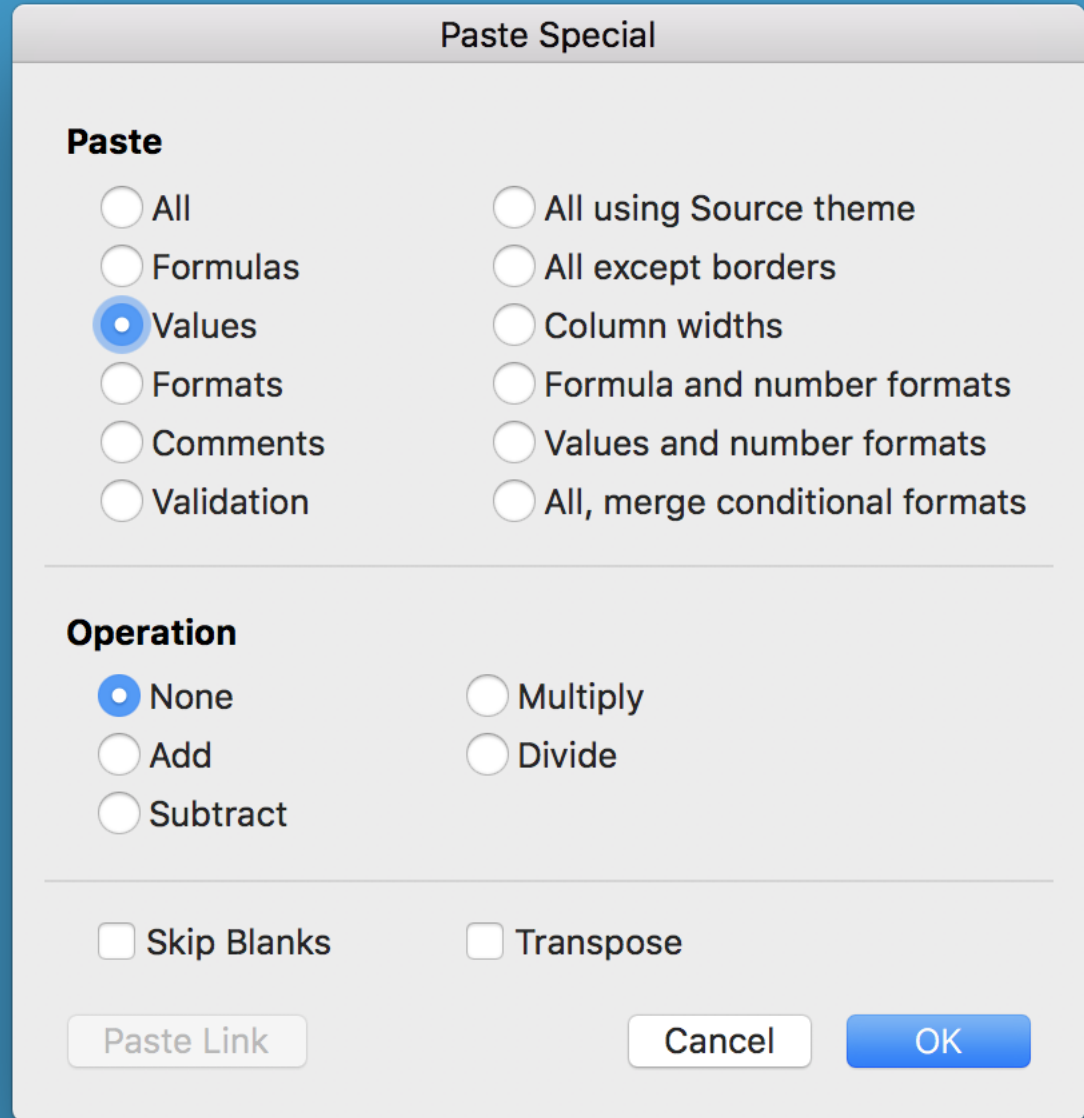 Paste Special
Paste
All
All using Source theme
Formulas
All except borders
Values
Column widths
Formats
Formula and number formats
Comments
Values and number formats
Validation
All, merge conditional formats
Operation
None
Multiply
Add
Divide
Subtract
Skip Blanks
Transpose
Paste Link
Cancel
OK